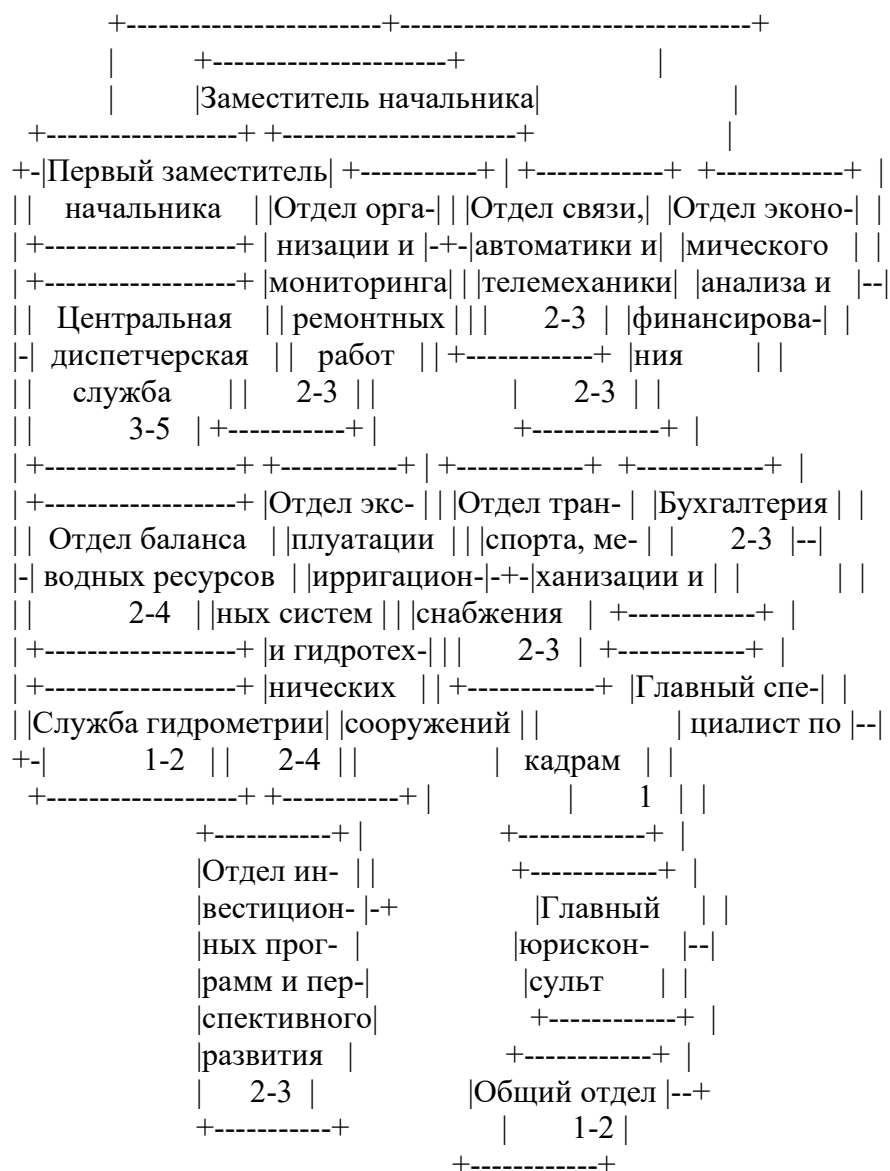 +------------------------+---------------------------------+
| +----------------------+ |
| |Заместитель начальника| |
+------------------+ +----------------------+ |
+-|Первый заместитель| +-----------+ | +------------+ +------------+ |
|| начальника ||Отдел орга-|||Отдел связи,| |Отдел эконо-| |
| +------------------+ | низации и |-+-|автоматики и| |мического | |
| +------------------+ |мониторинга|||телемеханики| |анализа и |--|
|| Центральная || ремонтных ||| 2-3 | |финансирова-| |
|-| диспетчерская || работ || +------------+ |ния ||
|| служба || 2-3 || | 2-3 ||
|| 3-5 | +-----------+ | +------------+ |
| +------------------+ +-----------+ | +------------+ +------------+ |
| +------------------+ |Отдел экс- |||Отдел тран- | |Бухгалтерия ||
|| Отдел баланса ||плуатации |||спорта, ме- || 2-3 |--|
|-| водных ресурсов ||ирригацион-|-+-|ханизации и || ||
|| 2-4 ||ных систем |||снабжения | +------------+ |
| +------------------+ |и гидротех-||| 2-3 | +------------+ |
| +------------------+ |нических || +------------+ |Главный спе-| |
||Служба гидрометрии| |сооружений || | циалист по |--|
+-| 1-2 || 2-4 || | кадрам ||
+------------------+ +-----------+ | | 1 ||
+-----------+ | +------------+ |
|Отдел ин- || +------------+ |
|вестицион- |-+ |Главный ||
|ных прог- | |юрискон- |--|
|рамм и пер-| |сульт ||
|спективного| +------------+ |
|развития | +------------+ |
| 2-3 | |Общий отдел |--+
+-----------+ | 1-2 |
+------------+